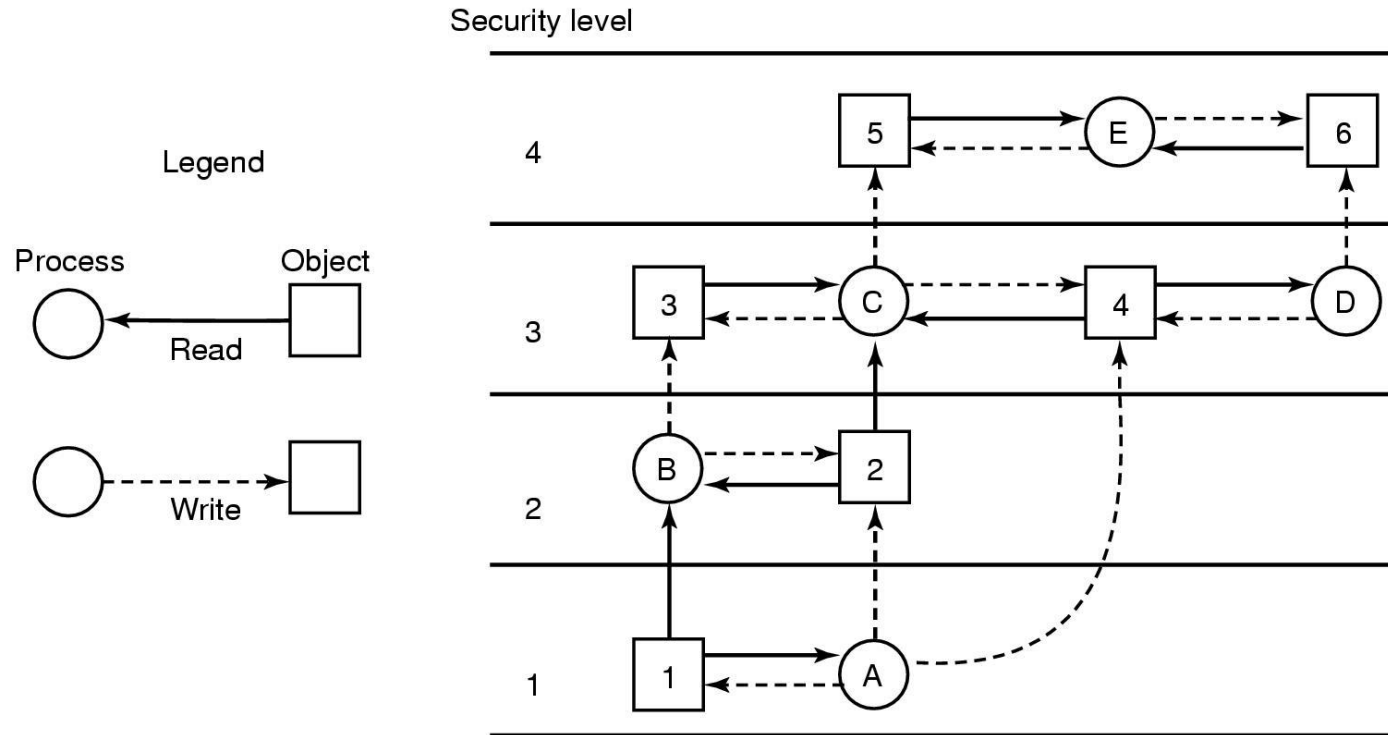 Security level
4
5
E
6
Legend
Process
Object
Read
Write
3
3
C
4
D
2
B
2
1
1
A